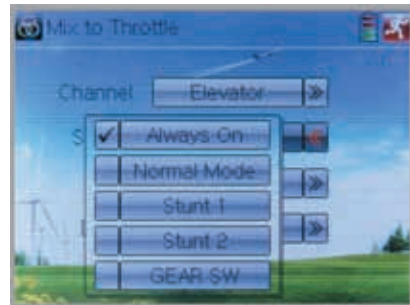 Mix to Throttle
Channel Elevator
S
Always On
Normal Mode
Stunt 1
Stunt 2
GEAR SW